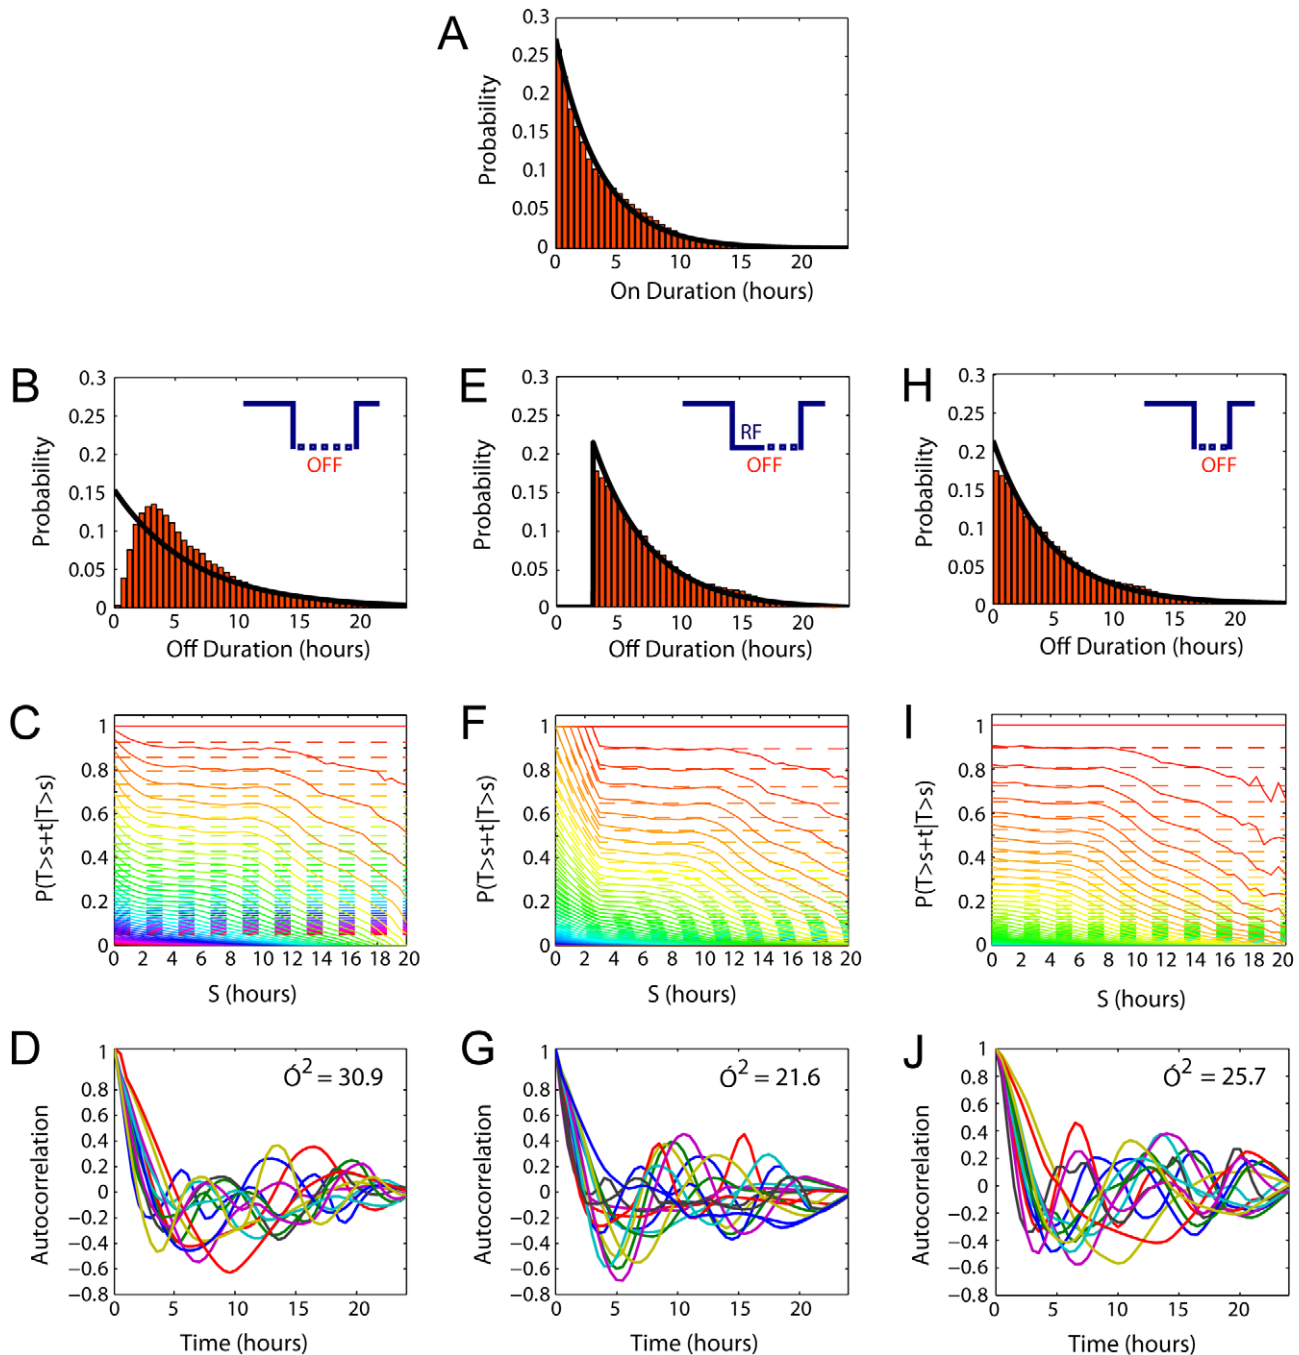 A
0.3
0.25
0.2
0.15
0.1
0.05
0
Probability
0 5 10 15 20
On Duration (hours)
B
0.3
0.25
0.2
0.15
0.1
0.05
0
Probability
OFF
0 5 10 15 20
Off Duration (hours)
E
0.3
0.25
0.2
0.15
0.1
0.05
0
Probability
RF
OFF
0 5 10 15 20
Off Duration (hours)
H
0.3
0.25
0.2
0.15
0.1
0.05
0
Probability
OFF
0 5 10 15 20
Off Duration (hours)
C
1
0.8
0.6
0.4
0.2
0
P(T>s+t|T>s)
0 2 4 6 8 10 12 14 16 18 20
S (hours)
F
1
0.8
0.6
0.4
0.2
0
P(T>s+t|T>s)
0 2 4 6 8 10 12 14 16 18 20
S (hours)
I
1
0.8
0.6
0.4
0.2
0
P(T>s+t|T>s)
0 2 4 6 8 10 12 14 16 18 20
S (hours)
D
1
0.8
0.6
0.4
0.2
0
−0.2
−0.4
−0.6
−0.8
Autocorrelation
Ó² = 30.9
0 5 10 15 20
Time (hours)
G
1
0.8
0.6
0.4
0.2
0
−0.2
−0.4
−0.6
−0.8
Autocorrelation
Ó² = 21.6
0 5 10 15 20
Time (hours)
J
1
0.8
0.6
0.4
0.2
0
−0.2
−0.4
−0.6
−0.8
Autocorrelation
Ó² = 25.7
0 5 10 15 20
Time (hours)